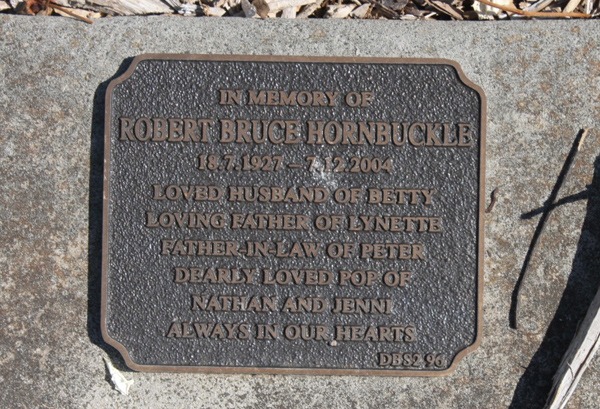 IN MEMORY OF
ROBERT BRUCE HORNBUCKLE
18.7.1927 – 7.12.2004
LOVED HUSBAND OF BETTY
LOVING FATHER OF LYNETTE
FATHER-IN-LAW OF PETER
DEARLY LOVED POP OF
NATHAN AND JENNI
ALWAYS IN OUR HEARTS
DBS2 96